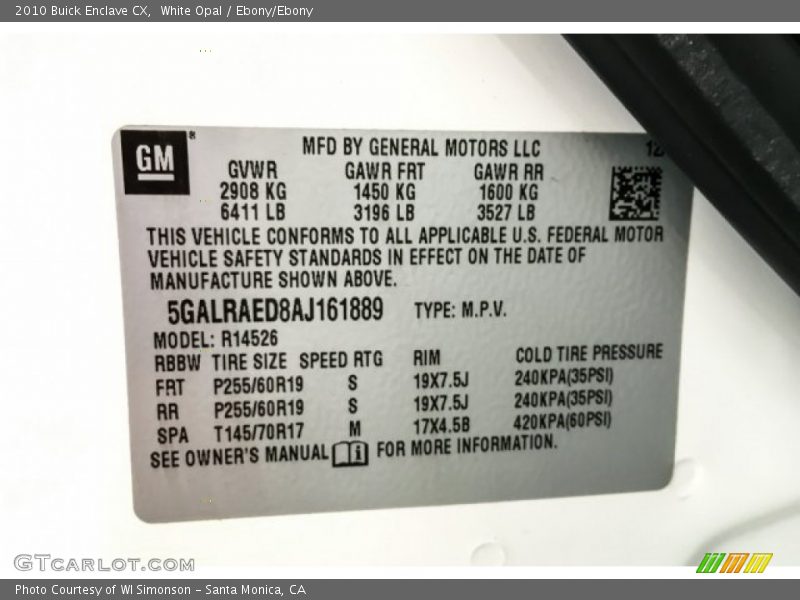 2010 Buick Enclave CX, White Opal / Ebony/Ebony
GM
MFD BY GENERAL MOTORS LLC
GVWR GAWR FRT GAWR RR
2908 KG 1450 KG 1600 KG
6411 LB 3196 LB 3527 LB
THIS VEHICLE CONFORMS TO ALL APPLICABLE U.S. FEDERAL MOTOR
VEHICLE SAFETY STANDARDS IN EFFECT ON THE DATE OF
MANUFACTURE SHOWN ABOVE.
5GALRAED8AJ161889 TYPE: M.P.V.
MODEL: R14526
RBBW TIRE SIZE SPEED RTG RIM COLD TIRE PRESSURE
FRT P255/60R19 S 19X7.5J 240KPA(35PSI)
RR P255/60R19 S 19X7.5J 240KPA(35PSI)
SPA T145/70R17 M 17X4.5B 420KPA(60PSI)
SEE OWNER'S MANUAL i FOR MORE INFORMATION.
GTCARLOT.COM
Photo Courtesy of WI Simonson – Santa Monica, CA